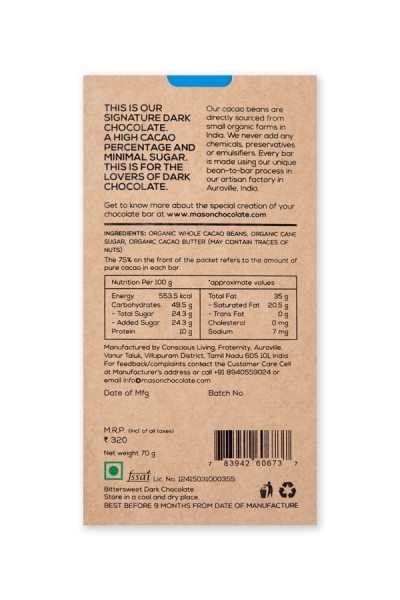 THIS IS OUR
SIGNATURE DARK
CHOCOLATE.
A HIGH CACAO
PERCENTAGE AND
MINIMAL SUGAR.
THIS IS FOR THE
LOVERS OF DARK
CHOCOLATE.
Our cacao beans are
directly sourced from
small organic farms in
India. We never add any
chemicals, preservatives
or emulsifiers. Every bar
is made using our unique
bean-to-bar process in
our artisan factory in
Auroville, India.
Get to know more about the special creation of your
chocolate bar at www.masonchocolate.com
INGREDIENTS: ORGANIC WHOLE CACAO BEANS, ORGANIC CANE
SUGAR, ORGANIC CACAO BUTTER (MAY CONTAIN TRACES OF
NUTS)
The 75% on the front of the packet refers to the amount of
pure cacao in each bar.
Nutrition Per 100 g *approximate values
Energy 553.5 kcal Total Fat 35 g
Carbohydrates 49.5 g - Saturated Fat 20.5 g
- Total Sugar 24.3 g - Trans Fat 0 g
- Added Sugar 24.3 g Cholesterol 0 mg
Protein 10 g Sodium 7 mg
Manufactured by Conscious Living, Fraternity, Auroville,
Vanur Taluk, Villupuram District, Tamil Nadu 605 101, India
For feedback/complaints contact the Customer Care Cell
at Manufacturer's address or call +91 8940559024 or
email info@masonchocolate.com
Date of Mfg. Batch No.
M.R.P. (Incl. of all taxes)
₹ 320
Net weight 70 g
7 83942 60673 7
fssai Lic. No. 12415031000355
Bittersweet Dark Chocolate
Store in a cool and dry place.
BEST BEFORE 9 MONTHS FROM DATE OF MANUFACTURE